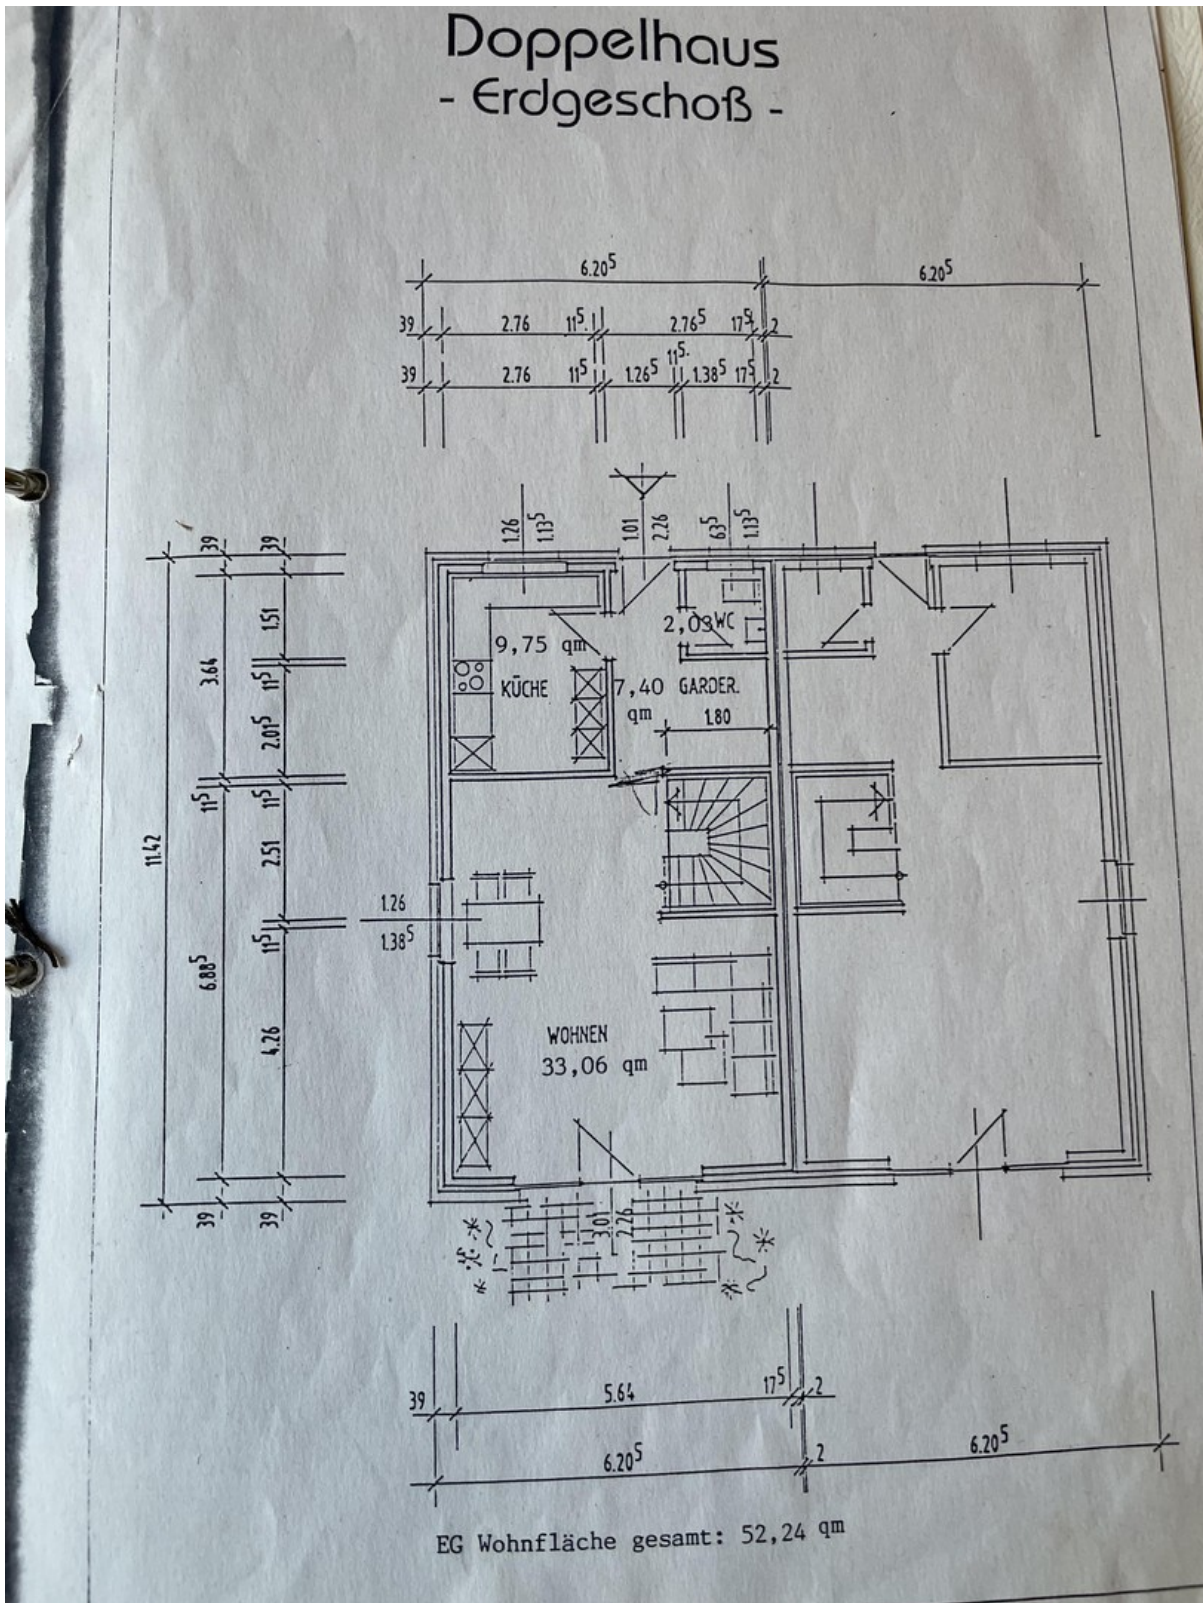 Doppelhaus
- Erdgeschoß -
6.20⁵ 6.20⁵
39 2.76 11⁵ 2.76⁵ 17⁵ 2
11⁵
39 2.76 11⁵ 1.26⁵ 1.38⁵ 17⁵ 2
1.26 1.13⁵ 1.01 2.26 63⁵ 1.13⁵
39 39
1.51
3.64
11⁵
2.01⁵
11⁵ 11⁵
11.42
2.51
11⁵
6.88⁵
4.26
39 39
2,03 WC
9,75 qm
KÜCHE
7,40 GARDER.
qm
1.80
1.26
1.38⁵
WOHNEN
33,06 qm
3.01
2.26
39 5.64 17⁵ 2
6.20⁵ 2 6.20⁵
EG Wohnfläche gesamt: 52,24 qm